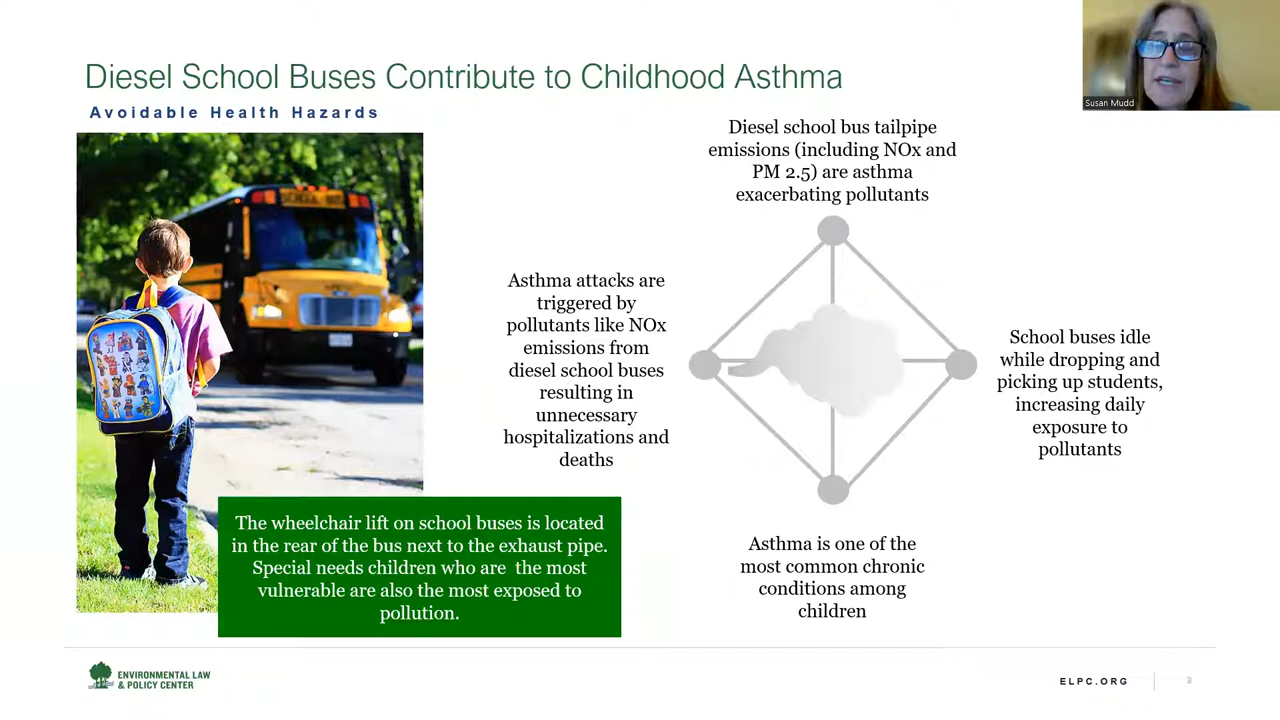 Diesel School Buses Contribute to Childhood Asthma
Avoidable Health Hazards
Susan Mudd
SCHOOL BUS
Diesel school bus tailpipe
emissions (including NOx and
PM 2.5) are asthma
exacerbating pollutants
Asthma attacks are
triggered by
pollutants like NOx
emissions from
diesel school buses
resulting in
unnecessary
hospitalizations and
deaths
School buses idle
while dropping and
picking up students,
increasing daily
exposure to
pollutants
The wheelchair lift on school buses is located
in the rear of the bus next to the exhaust pipe.
Special needs children who are  the most
vulnerable are also the most exposed to
pollution.
Asthma is one of the
most common chronic
conditions among
children
ENVIRONMENTAL LAW
& POLICY CENTER
ELPC.ORG
3